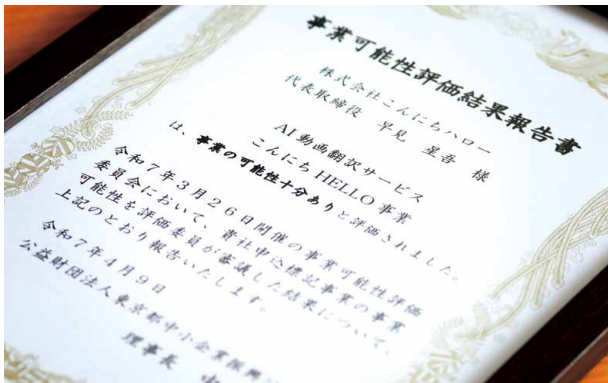 事業可能性評価結果報告書
株式会社こんにちハロー
代表取締役 早見 星吾 様
AI動画翻訳サービス
こんにちHELLO事業
は、事業の可能性十分ありと評価されました。
令和7年3月26日開催の事業可能性評価
委員会において、貴社申込標記事業の事業
可能性を評価委員が審議した結果について、
上記のとおり報告いたします。
令和7年4月9日
公益財団法人東京都中小企業振興
理事長